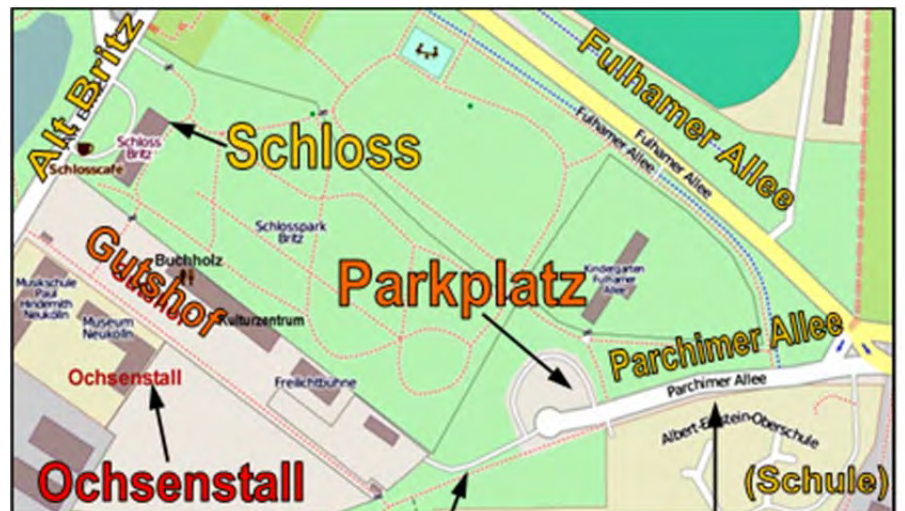 Alt Britz
Fulhamer Allee
Fulhamer Allee
Fulhamer Allee
Schloss
Schloss
Britz
Schlosscafe
Schlosspark
Britz
Gutshof
Buchholz
Kulturzentrum
Musikschule
Paul
Hindemith
Neukölln
Museum
Neukölln
Parkplatz
Kindergarten
Fulhamer
Allee
Parchimer Allee
Parchimer Allee
Ochsenstall
Freilichtbühne
Albert-Einstein-Oberschule
Ochsenstall
(Schule)